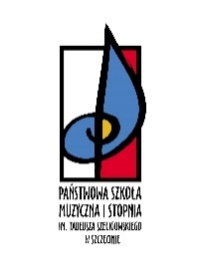 PAŃSTWOWA SZKOŁA
MUZYCZNA I STOPNIA
IM. TADEUSZA SZELIGOWSKIEGO
W SZCZECINIE